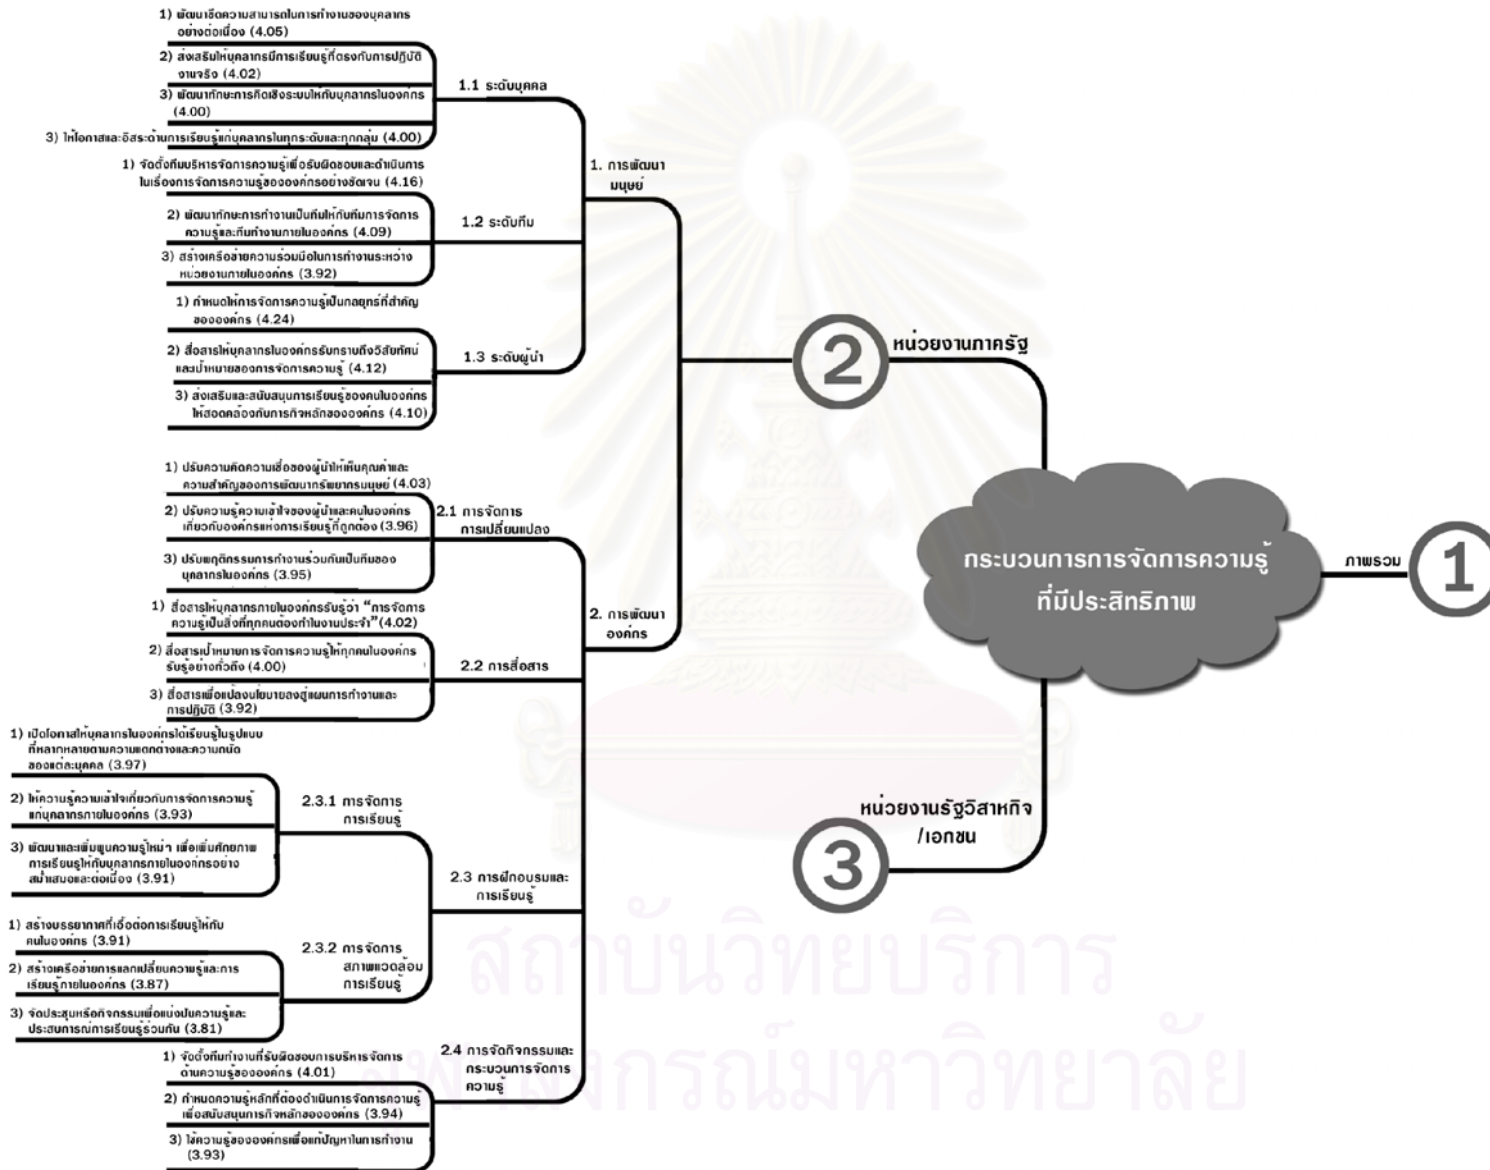 1) พัฒนาขีดความสามารถในการทำงานของบุคลากร
อย่างต่อเนื่อง (4.05)
2) ส่งเสริมให้บุคลากรมีการเรียนรู้ที่ตรงกับการปฏิบัติ
งานจริง (4.02)
3) พัฒนาทักษะการคิดเชิงระบบให้กับบุคลากรในองค์กร
(4.00)
3) ให้โอกาสและอิสระด้านการเรียนรู้แก่บุคลากรในทุกระดับและทุกกลุ่ม (4.00)
1.1 ระดับบุคคล
1) จัดตั้งทีมบริหารจัดการความรู้เพื่อรับผิดชอบและดำเนินการ
ในเรื่องการจัดการความรู้ขององค์กรอย่างชัดเจน (4.16)
2) พัฒนาทักษะการทำงานเป็นทีมให้กับทีมการจัดการ
ความรู้และทีมทำงานภายในองค์กร (4.09)
3) สร้างเครือข่ายความร่วมมือในการทำงานระหว่าง
หน่วยงานภายในองค์กร (3.92)
1.2 ระดับทีม
1) กำหนดให้การจัดการความรู้เป็นกลยุทธ์ที่สำคัญ
ขององค์กร (4.24)
2) สื่อสารให้บุคลากรในองค์กรรับทราบถึงวิสัยทัศน์
และเป้าหมายของการจัดการความรู้ (4.12)
3) ส่งเสริมและสนับสนุนการเรียนรู้ของคนในองค์กร
ให้สอดคล้องกับภารกิจหลักขององค์กร (4.10)
1.3 ระดับผู้นำ
1. การพัฒนา
มนุษย์
1) ปรับความคิดความเชื่อของผู้นำให้เห็นคุณค่าและ
ความสำคัญของการพัฒนาทรัพยากรมนุษย์ (4.03)
2) ปรับความรู้ความเข้าใจของผู้นำและคนในองค์กร
เกี่ยวกับองค์กรแห่งการเรียนรู้ที่ถูกต้อง (3.96)
3) ปรับพฤติกรรมการทำงานร่วมกันเป็นทีมของ
บุคลากรในองค์กร (3.95)
2.1 การจัดการ
การเปลี่ยนแปลง
1) สื่อสารให้บุคลากรภายในองค์กรรับรู้ว่า “การจัดการ
ความรู้เป็นสิ่งที่ทุกคนต้องทำในงานประจำ”(4.02)
2) สื่อสารเป้าหมายการจัดการความรู้ให้ทุกคนในองค์กร
รับรู้อย่างทั่วถึง (4.00)
3) สื่อสารเพื่อแปลงนโยบายลงสู่แผนการทำงานและ
การปฏิบัติ (3.92)
2.2 การสื่อสาร
2. การพัฒนา
องค์กร
1) เปิดโอกาสให้บุคลากรในองค์กรได้เรียนรู้ในรูปแบบ
ที่หลากหลายตามความแตกต่างและความถนัด
ของแต่ละบุคคล (3.97)
2) ให้ความรู้ความเข้าใจเกี่ยวกับการจัดการความรู้
แก่บุคลากรภายในองค์กร (3.93)
3) พัฒนาและเพิ่มพูนความรู้ใหม่ๆ เพื่อเพิ่มศักยภาพ
การเรียนรู้ให้กับบุคลากรภายในองค์กรอย่าง
สม่ำเสมอและต่อเนื่อง (3.91)
2.3.1 การจัดการ
การเรียนรู้
1) สร้างบรรยากาศที่เอื้อต่อการเรียนรู้ให้กับ
คนในองค์กร (3.91)
2) สร้างเครือข่ายการแลกเปลี่ยนความรู้และการ
เรียนรู้ภายในองค์กร (3.87)
3) จัดประชุมหรือกิจกรรมเพื่อแบ่งปันความรู้และ
ประสบการณ์การเรียนรู้ร่วมกัน (3.81)
2.3.2 การจัดการ
สภาพแวดล้อม
การเรียนรู้
2.3 การฝึกอบรมและ
การเรียนรู้
1) จัดตั้งทีมทำงานที่รับผิดชอบการบริหารจัดการ
ด้านความรู้ขององค์กร (4.01)
2) กำหนดความรู้หลักที่ต้องดำเนินการจัดการความรู้
เพื่อสนับสนุนภารกิจหลักขององค์กร (3.94)
3) ใช้ความรู้ขององค์กรเพื่อแก้ปัญหาในการทำงาน
(3.93)
2.4 การจัดกิจกรรมและ
กระบวนการจัดการ
ความรู้
2
หน่วยงานภาครัฐ
กระบวนการการจัดการความรู้
ที่มีประสิทธิภาพ
ภาพรวม
1
หน่วยงานรัฐวิสาหกิจ
/เอกชน
3
สถาบันวิทยบริการ
จุฬาลงกรณ์มหาวิทยาลัย